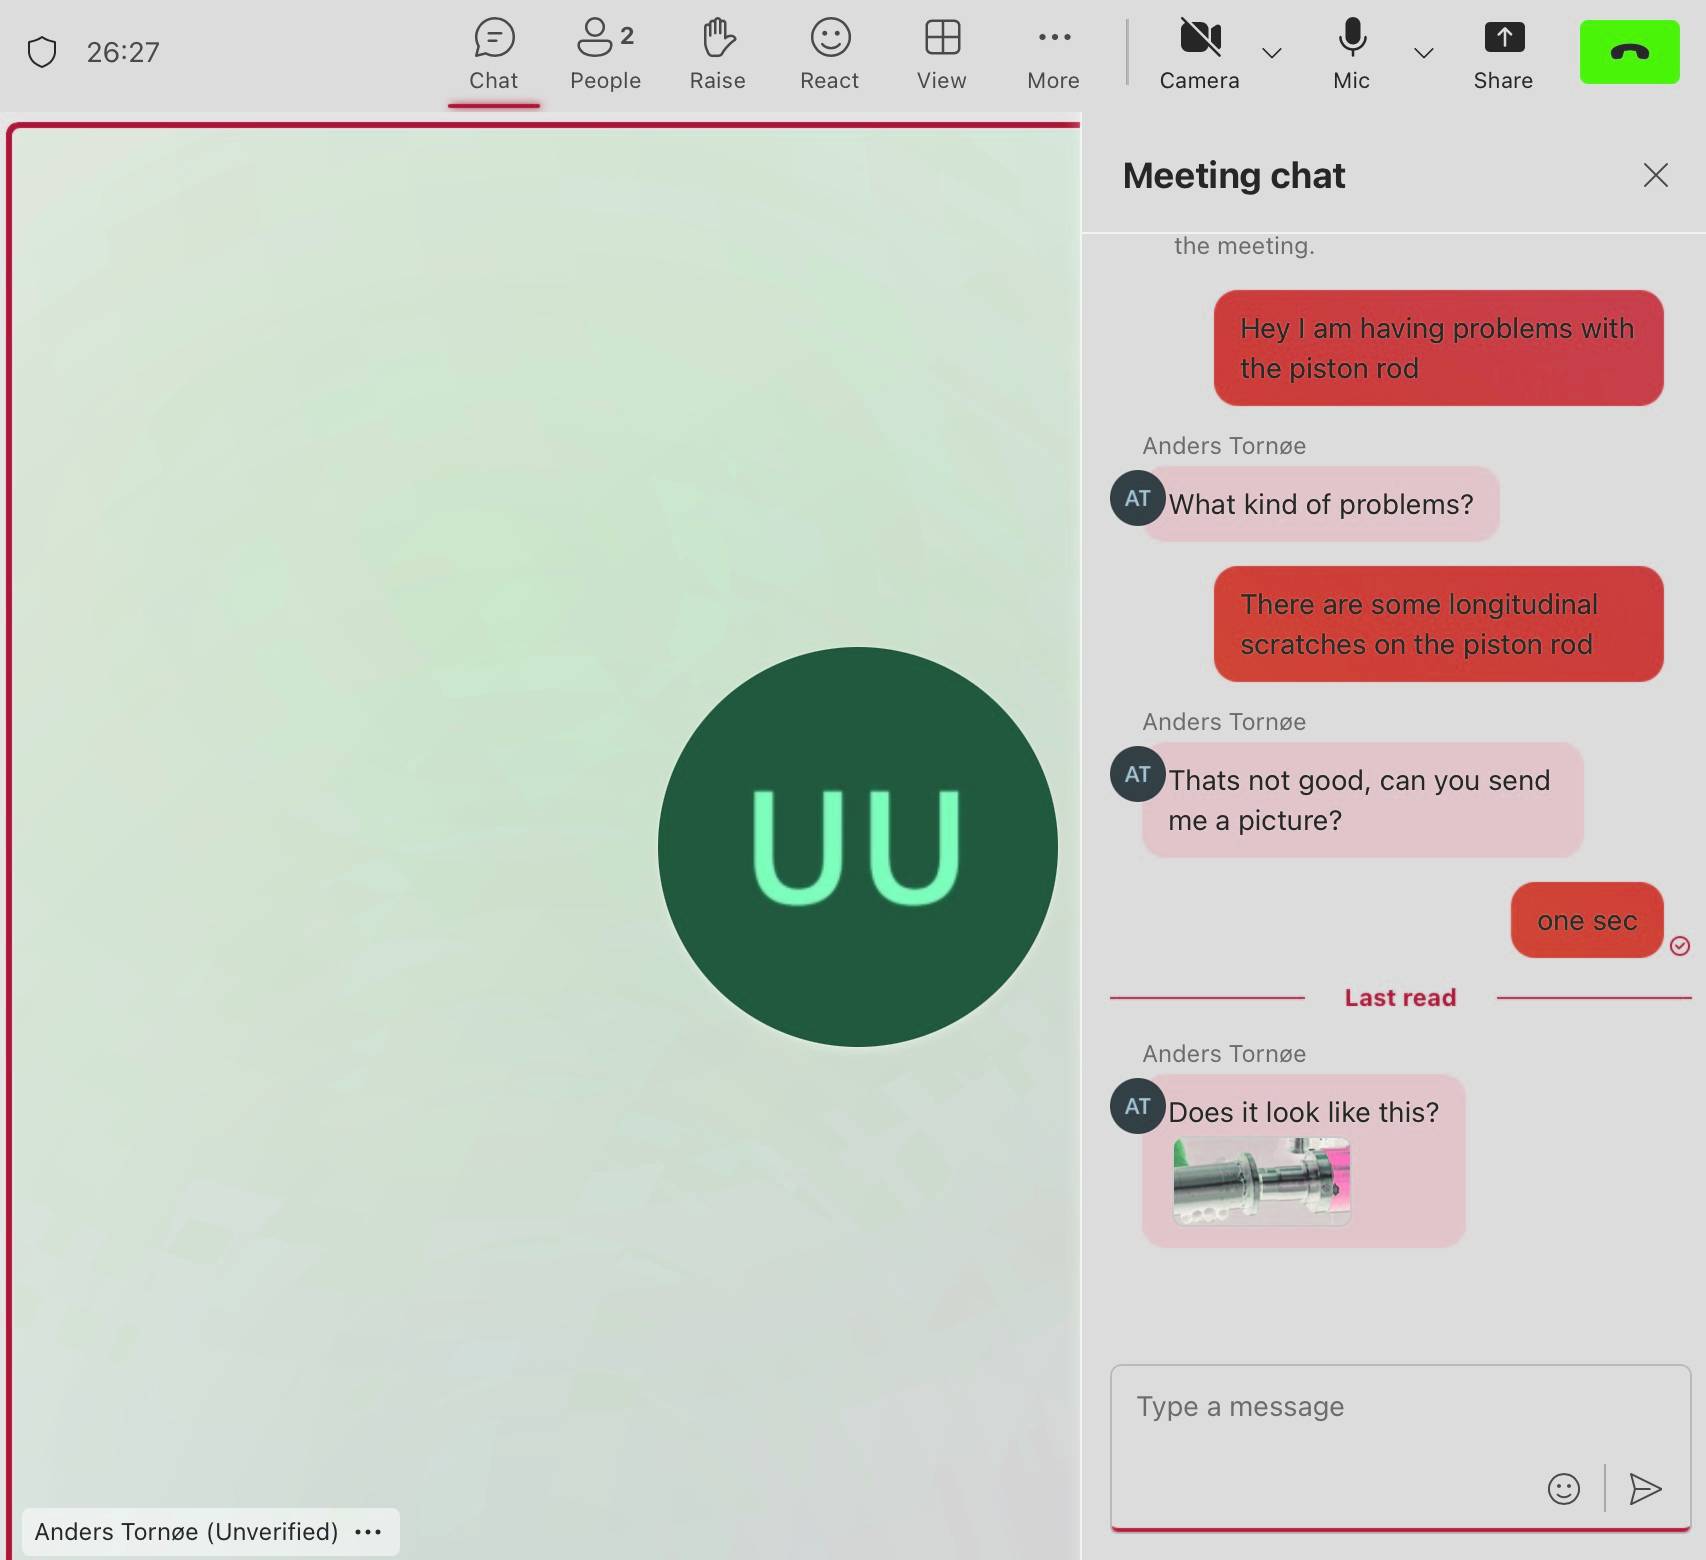 26:27
Chat
People
2
Raise
React
View
More
Camera
Mic
Share
Meeting chat
the meeting.
Hey I am having problems with
the piston rod
Anders Tornøe
AT
What kind of problems?
There are some longitudinal
scratches on the piston rod
Anders Tornøe
AT
Thats not good, can you send
me a picture?
one sec
Last read
Anders Tornøe
AT
Does it look like this?
UU
Type a message
Anders Tornøe (Unverified)